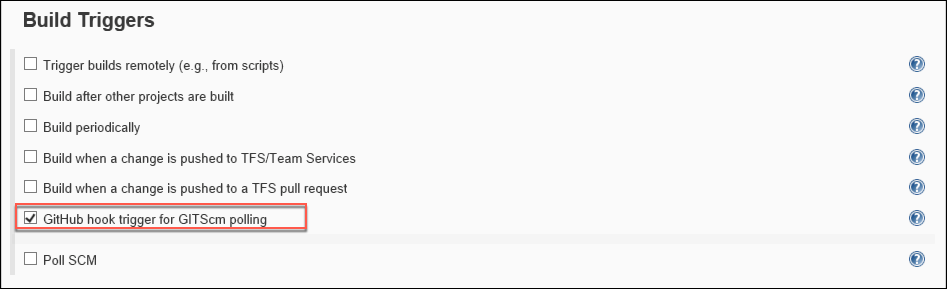 Build Triggers
Trigger builds remotely (e.g., from scripts)
Build after other projects are built
Build periodically
Build when a change is pushed to TFS/Team Services
Build when a change is pushed to a TFS pull request
GitHub hook trigger for GITScm polling
Poll SCM